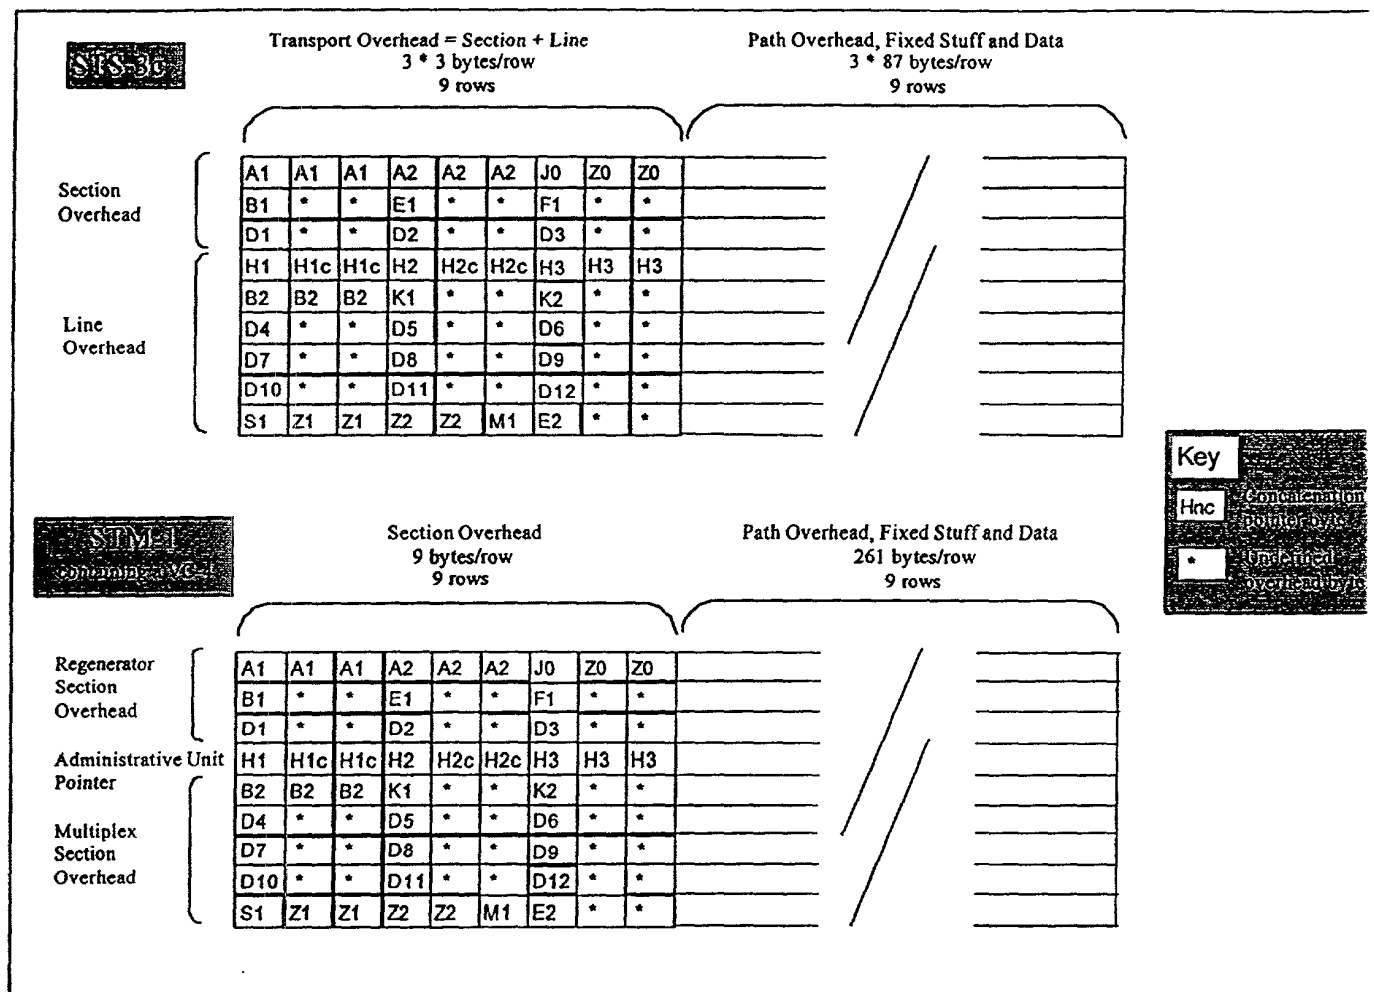 STS-3c
Transport Overhead = Section + Line
3 * 3 bytes/row
9 rows
Path Overhead, Fixed Stuff and Data
3 * 87 bytes/row
9 rows
Section
Overhead
Line
Overhead
A1 A1 A1 A2 A2 A2 J0 Z0 Z0
B1 * * E1 * * F1 * *
D1 * * D2 * * D3 * *
H1 H1c H1c H2 H2c H2c H3 H3 H3
B2 B2 B2 K1 * * K2 * *
D4 * * D5 * * D6 * *
D7 * * D8 * * D9 * *
D10 * * D11 * * D12 * *
S1 Z1 Z1 Z2 Z2 M1 E2 * *
Key
Hnc Concatenation
pointer byte
* Undefined
overhead byte
STM-1
containing a
Section Overhead
9 bytes/row
9 rows
Path Overhead, Fixed Stuff and Data
261 bytes/row
9 rows
Regenerator
Section
Overhead
Administrative Unit
Pointer
Multiplex
Section
Overhead
A1 A1 A1 A2 A2 A2 J0 Z0 Z0
B1 * * E1 * * F1 * *
D1 * * D2 * * D3 * *
H1 H1c H1c H2 H2c H2c H3 H3 H3
B2 B2 B2 K1 * * K2 * *
D4 * * D5 * * D6 * *
D7 * * D8 * * D9 * *
D10 * * D11 * * D12 * *
S1 Z1 Z1 Z2 Z2 M1 E2 * *